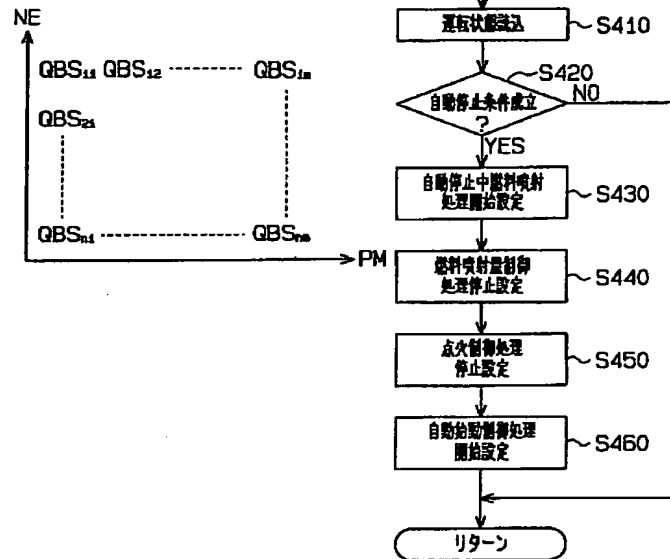 NE
QBS₁₁ QBS₁₂ QBS₁ₘ
QBS₂₁
QBSₙ₁ QBSₙₘ
PM
運転状態読込
S410
S420
自動停止条件成立
?
NO
YES
自動停止中燃料噴射
処理開始設定
S430
燃料噴射量制御
処理停止設定
S440
点火制御処理
停止設定
S450
自動始動制御処理
開始設定
S460
リターン